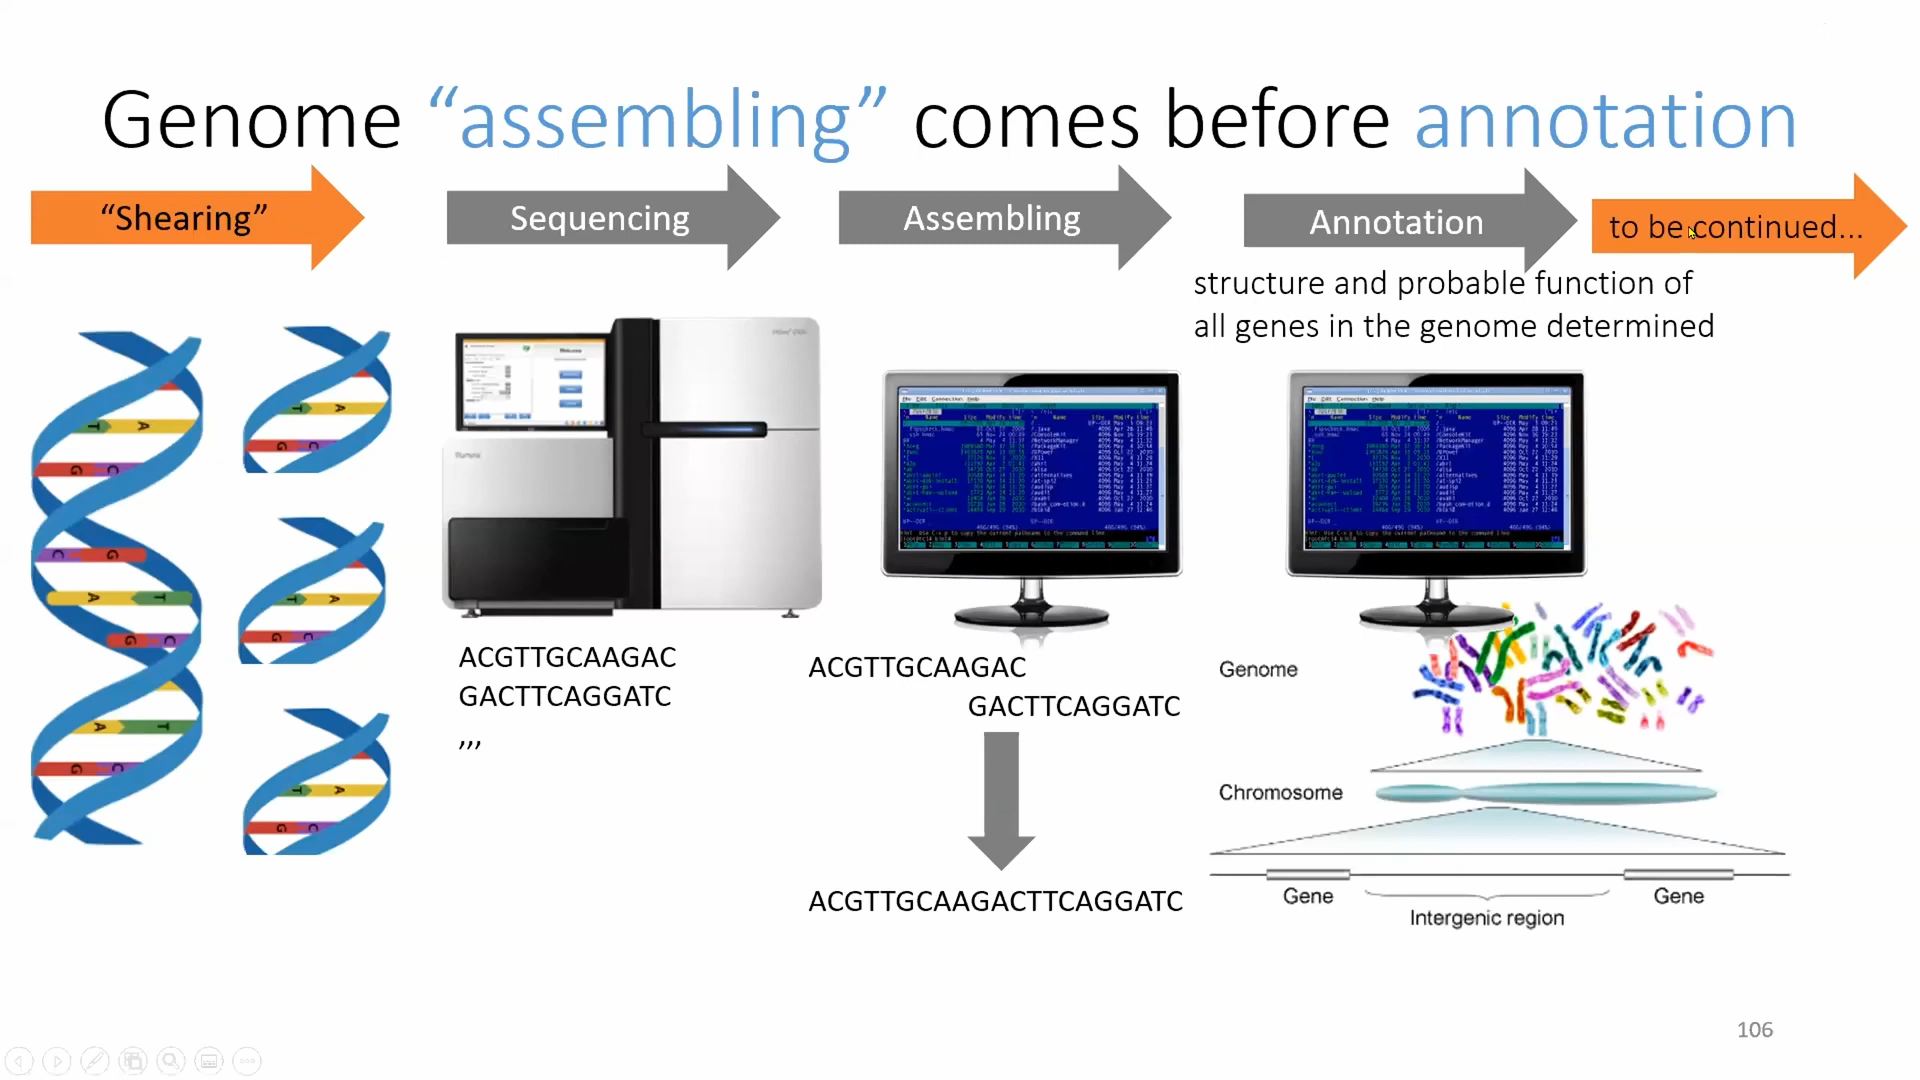 Genome “assembling” comes before annotation
“Shearing”
Sequencing
Assembling
Annotation
to be continued...
structure and probable function of
all genes in the genome determined
T A
G C
C G
A T
G C
A T
G C
T A
G C
T A
G C
T A
G C
illumina
ACGTTGCAAGAC
GACTTCAGGATC
,,,
ACGTTGCAAGAC
GACTTCAGGATC
ACGTTGCAAGACTTCAGGATC
Genome
Chromosome
Gene
Gene
Intergenic region
106